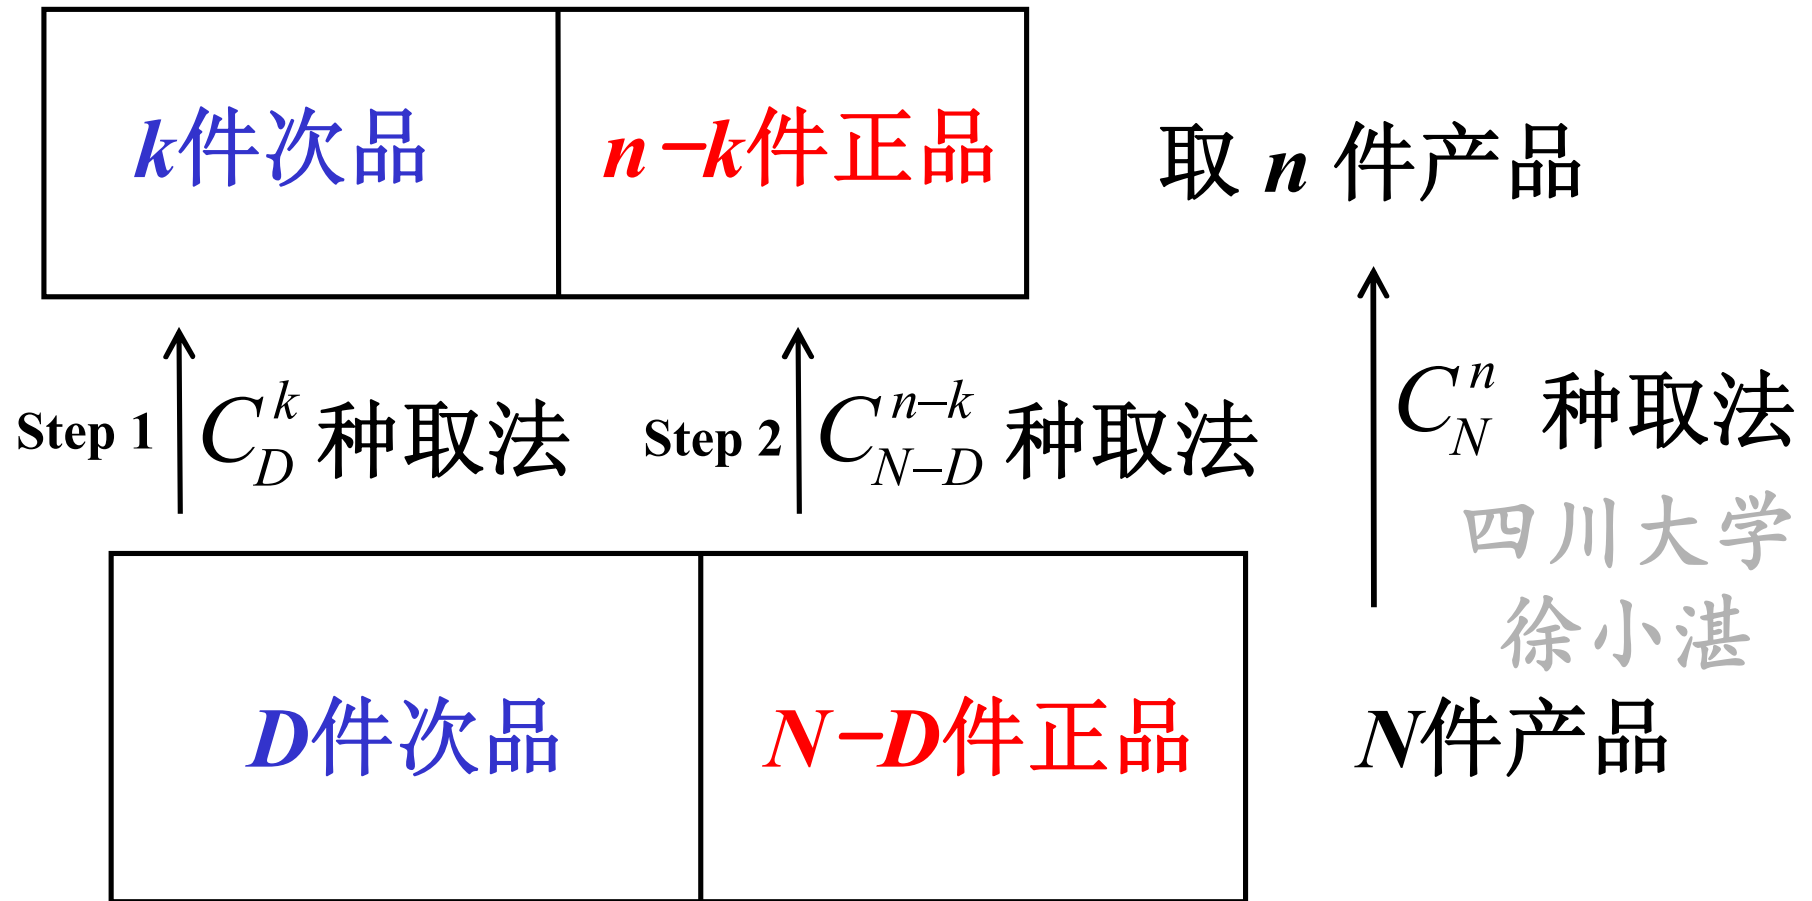 k件次品 n−k件正品 取 n 件产品
Step 1 C_D^k 种取法 Step 2 C_{N−D}^{n−k} 种取法 C_N^n 种取法
四川大学
徐小湛
D件次品 N−D件正品 N件产品